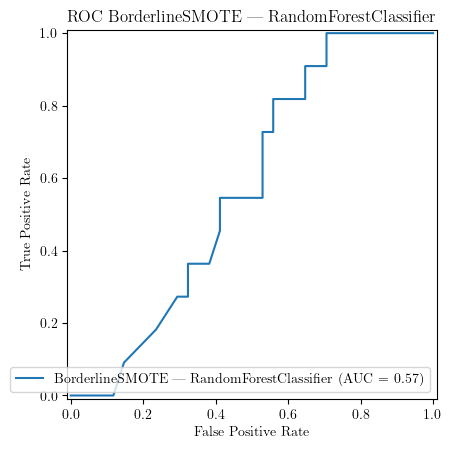 ROC BorderlineSMOTE — RandomForestClassifier
1.0
0.8
0.6
0.4
0.2
0.0
True Positive Rate
BorderlineSMOTE — RandomForestClassifier (AUC = 0.57)
0.0 0.2 0.4 0.6 0.8 1.0
False Positive Rate